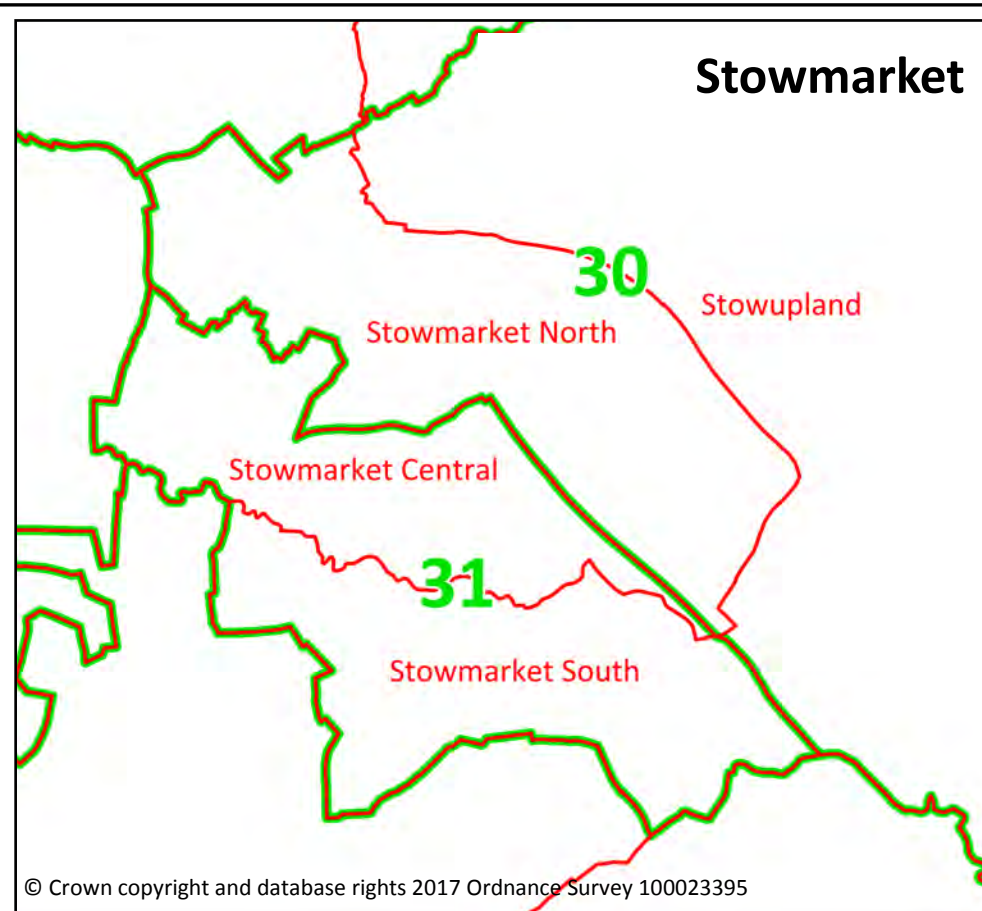 Stowmarket
30
Stowupland
Stowmarket North
Stowmarket Central
31
Stowmarket South
© Crown copyright and database rights 2017 Ordnance Survey 100023395